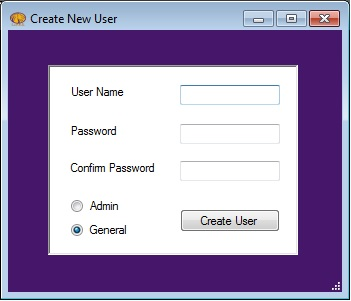 Create New User
User Name
Password
Confirm Password
Admin
General
Create User